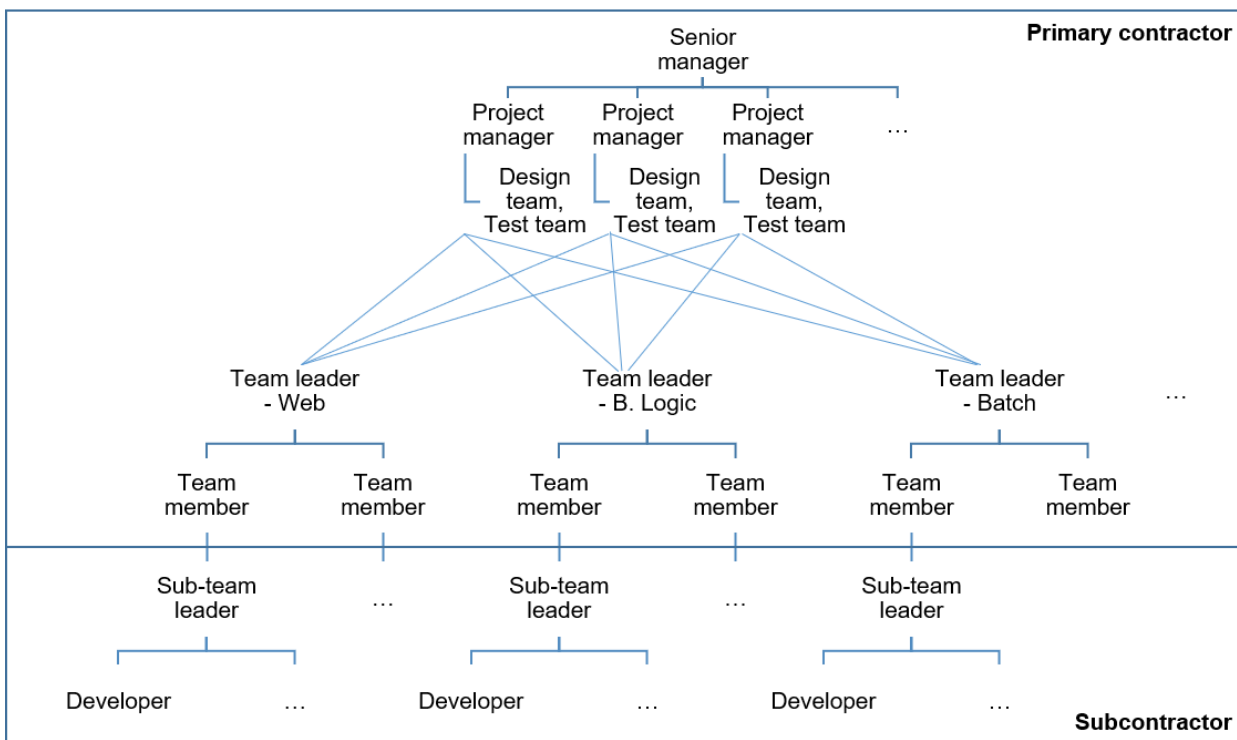 Primary contractor
Senior
manager
Project
manager
Project
manager
Project
manager
...
Design
team,
Test team
Design
team,
Test team
Design
team,
Test team
Team leader
- Web
Team leader
- B. Logic
Team leader
- Batch
...
Team
member
Team
member
Team
member
Team
member
Team
member
Team
member
Sub-team
leader
...
Sub-team
leader
...
Sub-team
leader
Developer
...
Developer
...
Developer
...
Subcontractor